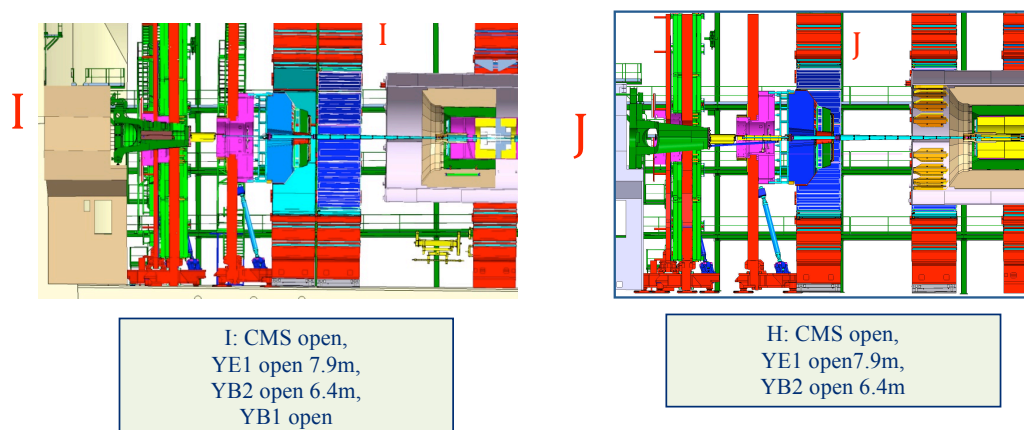 I
J
I
J
I: CMS open,
YE1 open 7.9m,
YB2 open 6.4m,
YB1 open
H: CMS open,
YE1 open7.9m,
YB2 open 6.4m